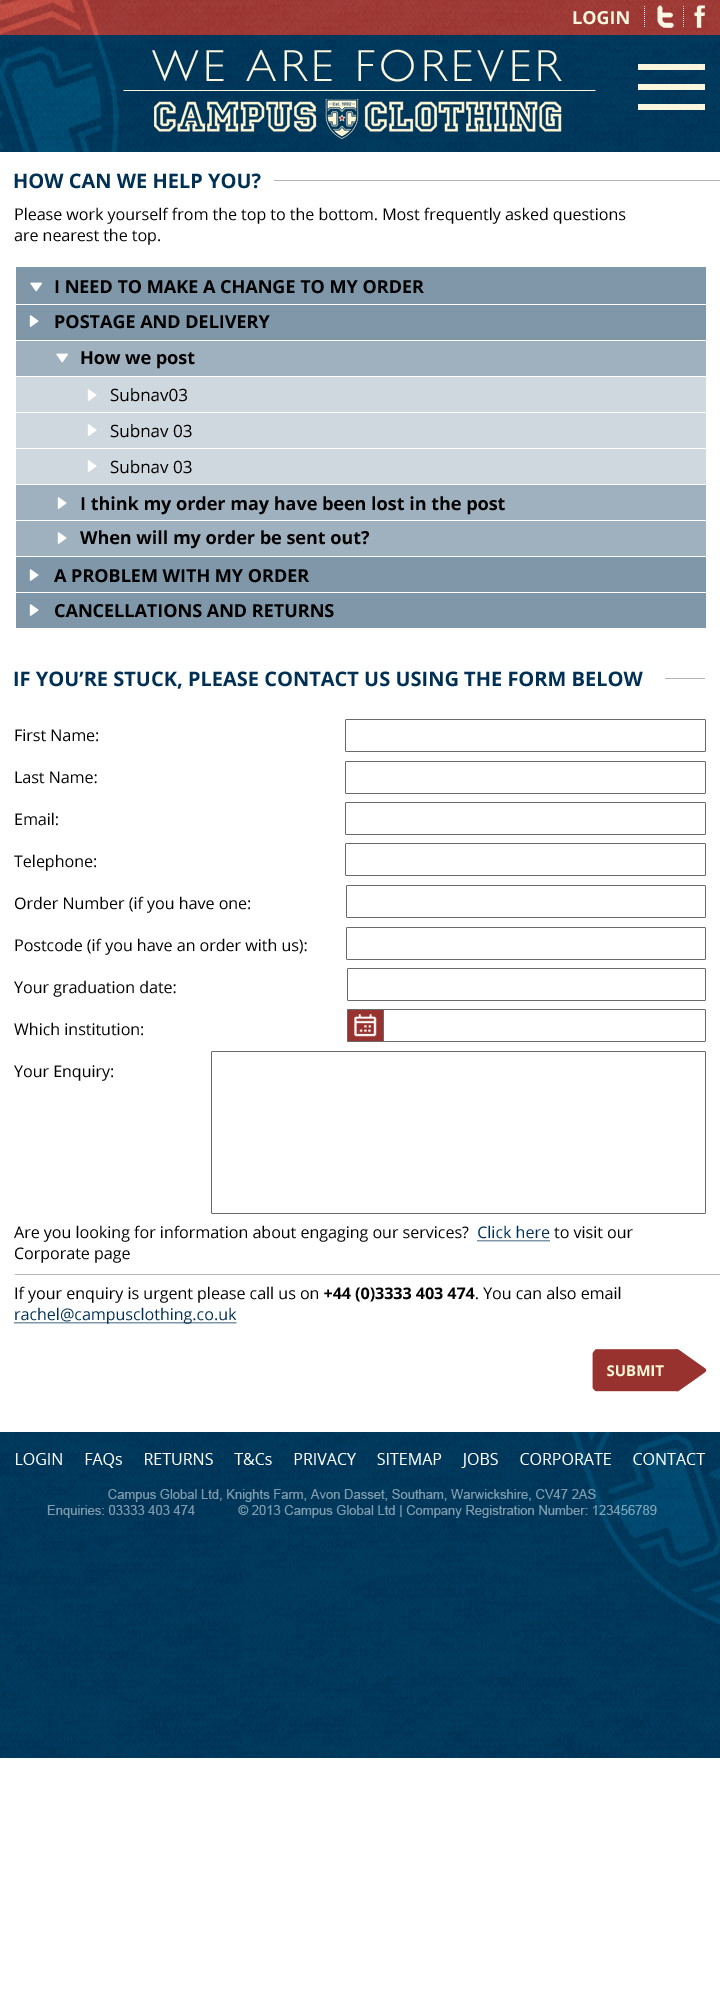 LOGIN
WE ARE FOREVER
CAMPUS CLOTHING
Est. 1992
HOW CAN WE HELP YOU?
Please work yourself from the top to the bottom. Most frequently asked questions
are nearest the top.
I NEED TO MAKE A CHANGE TO MY ORDER
POSTAGE AND DELIVERY
How we post
Subnav03
Subnav 03
Subnav 03
I think my order may have been lost in the post
When will my order be sent out?
A PROBLEM WITH MY ORDER
CANCELLATIONS AND RETURNS
IF YOU’RE STUCK, PLEASE CONTACT US USING THE FORM BELOW
First Name:
Last Name:
Email:
Telephone:
Order Number (if you have one:
Postcode (if you have an order with us):
Your graduation date:
Which institution:
Your Enquiry:
Are you looking for information about engaging our services? Click here to visit our
Corporate page
If your enquiry is urgent please call us on +44 (0)3333 403 474. You can also email
rachel@campusclothing.co.uk
SUBMIT
LOGIN FAQs RETURNS T&Cs PRIVACY SITEMAP JOBS CORPORATE CONTACT
Campus Global Ltd, Knights Farm, Avon Dasset, Southam, Warwickshire, CV47 2AS
Enquiries: 03333 403 474 © 2013 Campus Global Ltd | Company Registration Number: 123456789